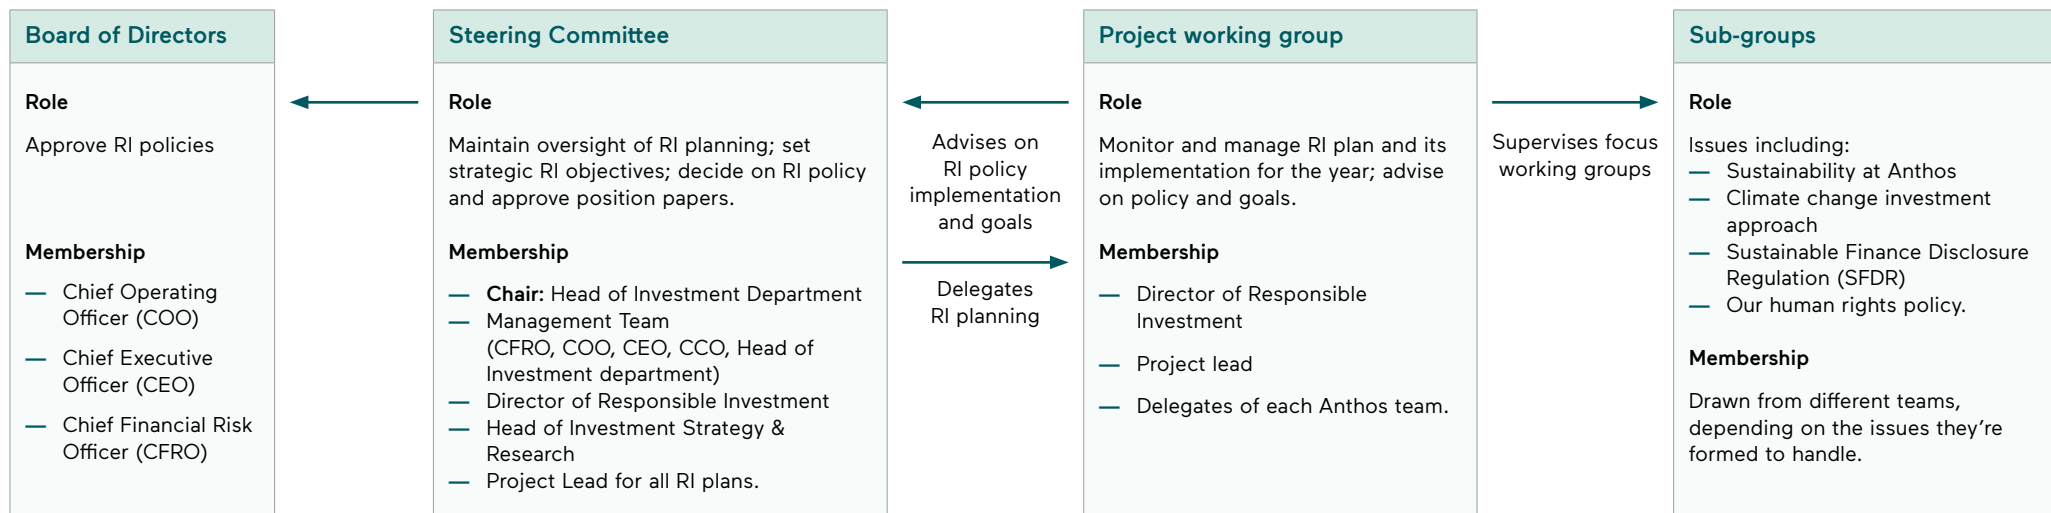 Board of Directors
Role
Approve RI policies
Membership
— Chief Operating
Officer (COO)
— Chief Executive
Officer (CEO)
— Chief Financial Risk
Officer (CFRO)
Steering Committee
Role
Maintain oversight of RI planning; set
strategic RI objectives; decide on RI policy
and approve position papers.
Membership
— Chair: Head of Investment Department
— Management Team
(CFRO, COO, CEO, CCO, Head of
Investment department)
— Director of Responsible Investment
— Head of Investment Strategy &
Research
— Project Lead for all RI plans.
Advises on
RI policy
implementation
and goals
Delegates
RI planning
Project working group
Role
Monitor and manage RI plan and its
implementation for the year; advise
on policy and goals.
Membership
— Director of Responsible
Investment
— Project lead
— Delegates of each Anthos team.
Supervises focus
working groups
Sub-groups
Role
Issues including:
— Sustainability at Anthos
— Climate change investment
approach
— Sustainable Finance Disclosure
Regulation (SFDR)
— Our human rights policy.
Membership
Drawn from different teams,
depending on the issues they’re
formed to handle.